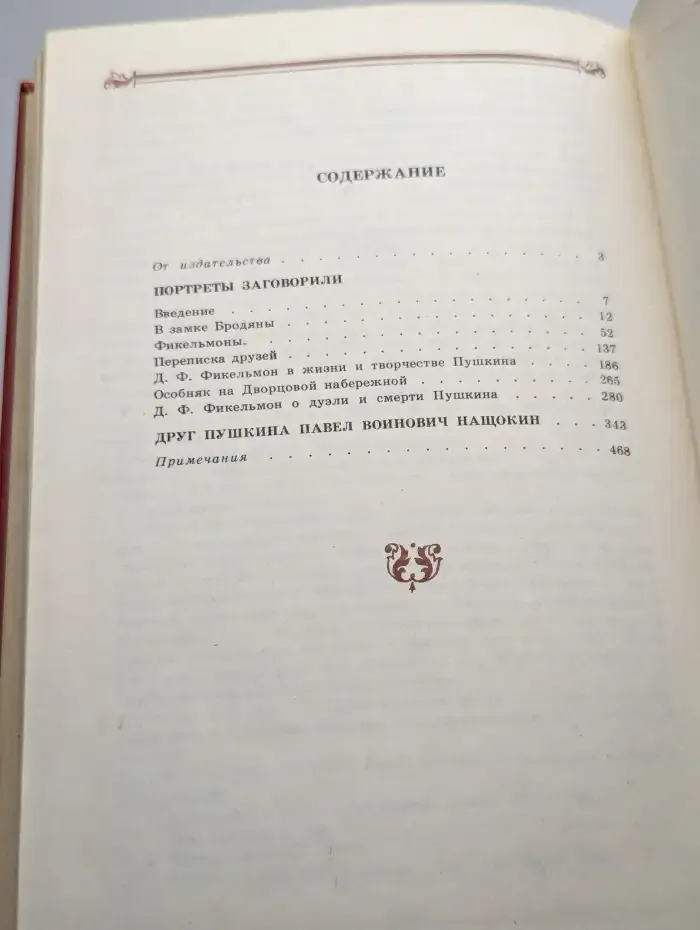 СОДЕРЖАНИЕ
От издательства . . . . . . . . . . . . . . . . 3
ПОРТРЕТЫ ЗАГОВОРИЛИ
Введение . . . . . . . . . . . . . . . . . 7
В замке Бродяны . . . . . . . . . . . . . . . 12
Фикельмоны. . . . . . . . . . . . . . . . . 52
Переписка друзей . . . . . . . . . . . . . . . 137
Д. Ф. Фикельмон в жизни и творчестве Пушкина . . . . 186
Особняк на Дворцовой набережной . . . . . . . . . 265
Д. Ф. Фикельмон о дуэли и смерти Пушкина . . . . . 280
ДРУГ ПУШКИНА ПАВЕЛ ВОИНОВИЧ НАЩОКИН . . . 343
Примечания . . . . . . . . . . . . . . . . . 468